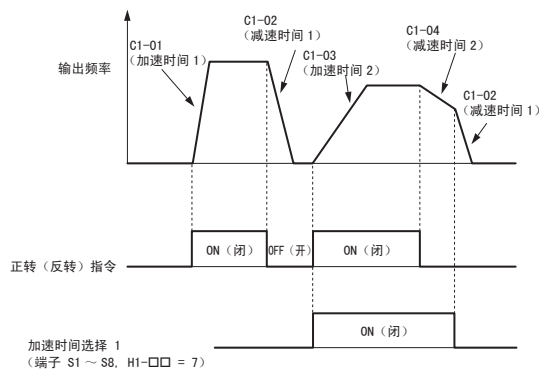 C1-01
（加速时间 1）
C1-02
（减速时间 1）
C1-03
（加速时间 2）
C1-04
（减速时间 2）
C1-02
（减速时间 1）
输出频率
正转（反转）指令
ON（闭）
OFF（开）
ON（闭）
加速时间选择 1
（端子 S1 ～ S8, H1-□□ = 7）
ON（闭）